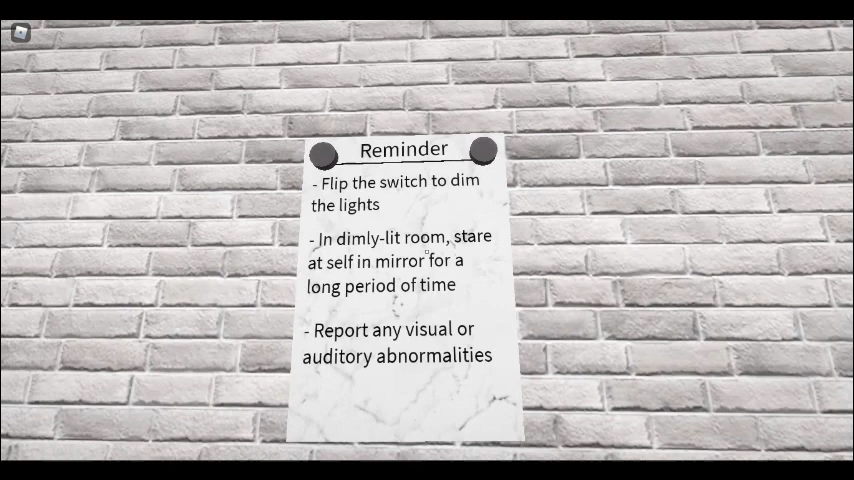 Reminder
- Flip the switch to dim
the lights
- In dimly-lit room, stare
at self in mirror for a
long period of time
- Report any visual or
auditory abnormalities